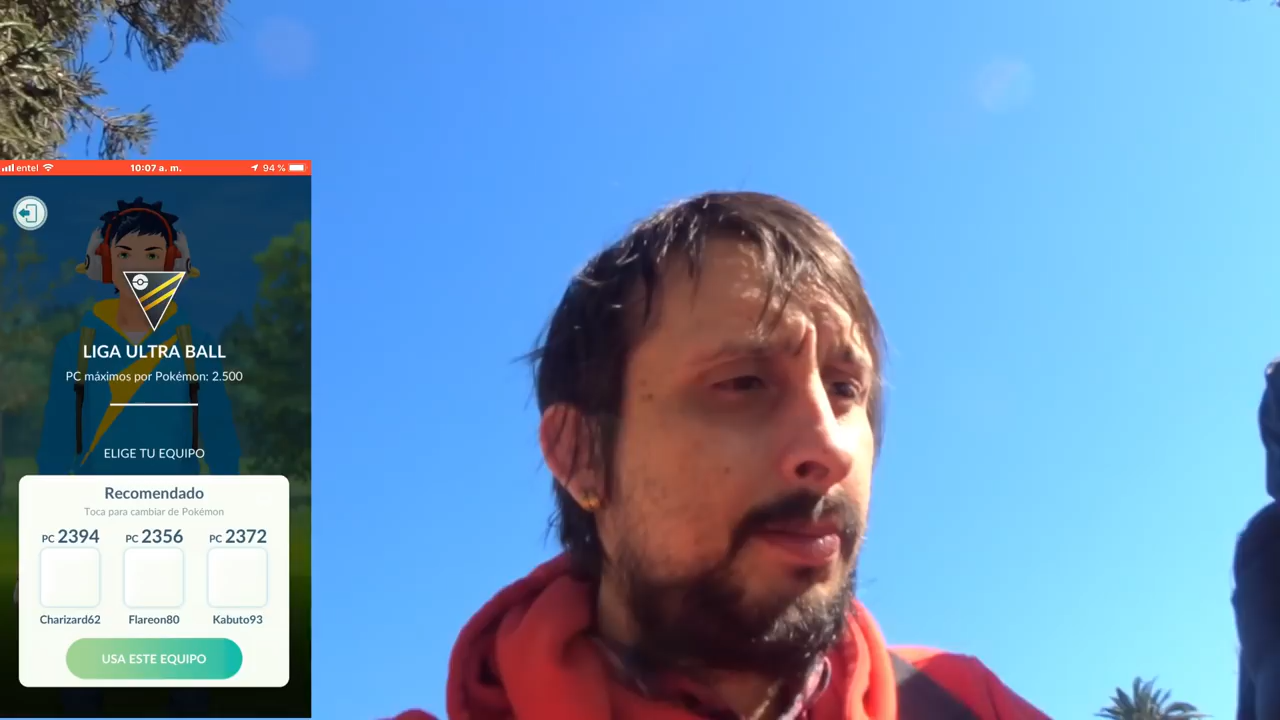 entel 10:07 a. m. 94 %
LIGA ULTRA BALL
PC máximos por Pokémon: 2.500
ELIGE TU EQUIPO
Recomendado
Toca para cambiar de Pokémon
PC 2394 PC 2356 PC 2372
Charizard62 Flareon80 Kabuto93
USA ESTE EQUIPO